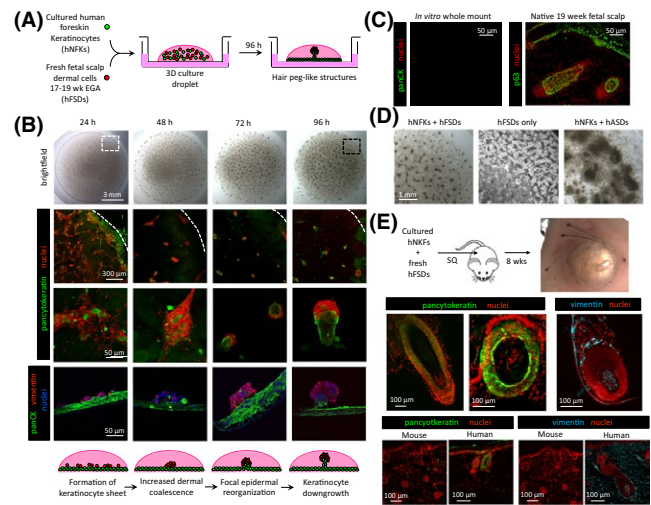 (A)
Cultured human
foreskin
Keratinocytes
(hNFKs)
Fresh fetal scalp
dermal cells
17-19 wk EGA
(hFSDs)
3D culture
droplet
96 h
Hair peg-like structures
(B)
24 h
48 h
72 h
96 h
brightfield
3 mm
pancytokeratin nuclei
300 µm
50 µm
panCK vimentin
nuclei
50 µm
Formation of
keratinocyte sheet
Increased dermal
coalescence
Focal epidermal
reorganization
Keratinocyte
downgrowth
(C)
In vitro whole mount
Native 19 week fetal scalp
panCK nuclei
50 µm
p63 nuclei
50 µm
(D)
hNFKs + hFSDs
hFSDs only
hNFKs + hASDs
1 mm
(E)
Cultured
hNKFs
+
fresh
hFSDs
SQ
8 wks
pancytokeratin nuclei
vimentin nuclei
100 µm
100 µm
100 µm
pancyotkeratin nuclei
vimentin nuclei
Mouse
Human
Mouse
Human
100 µm
100 µm
100 µm
100 µm